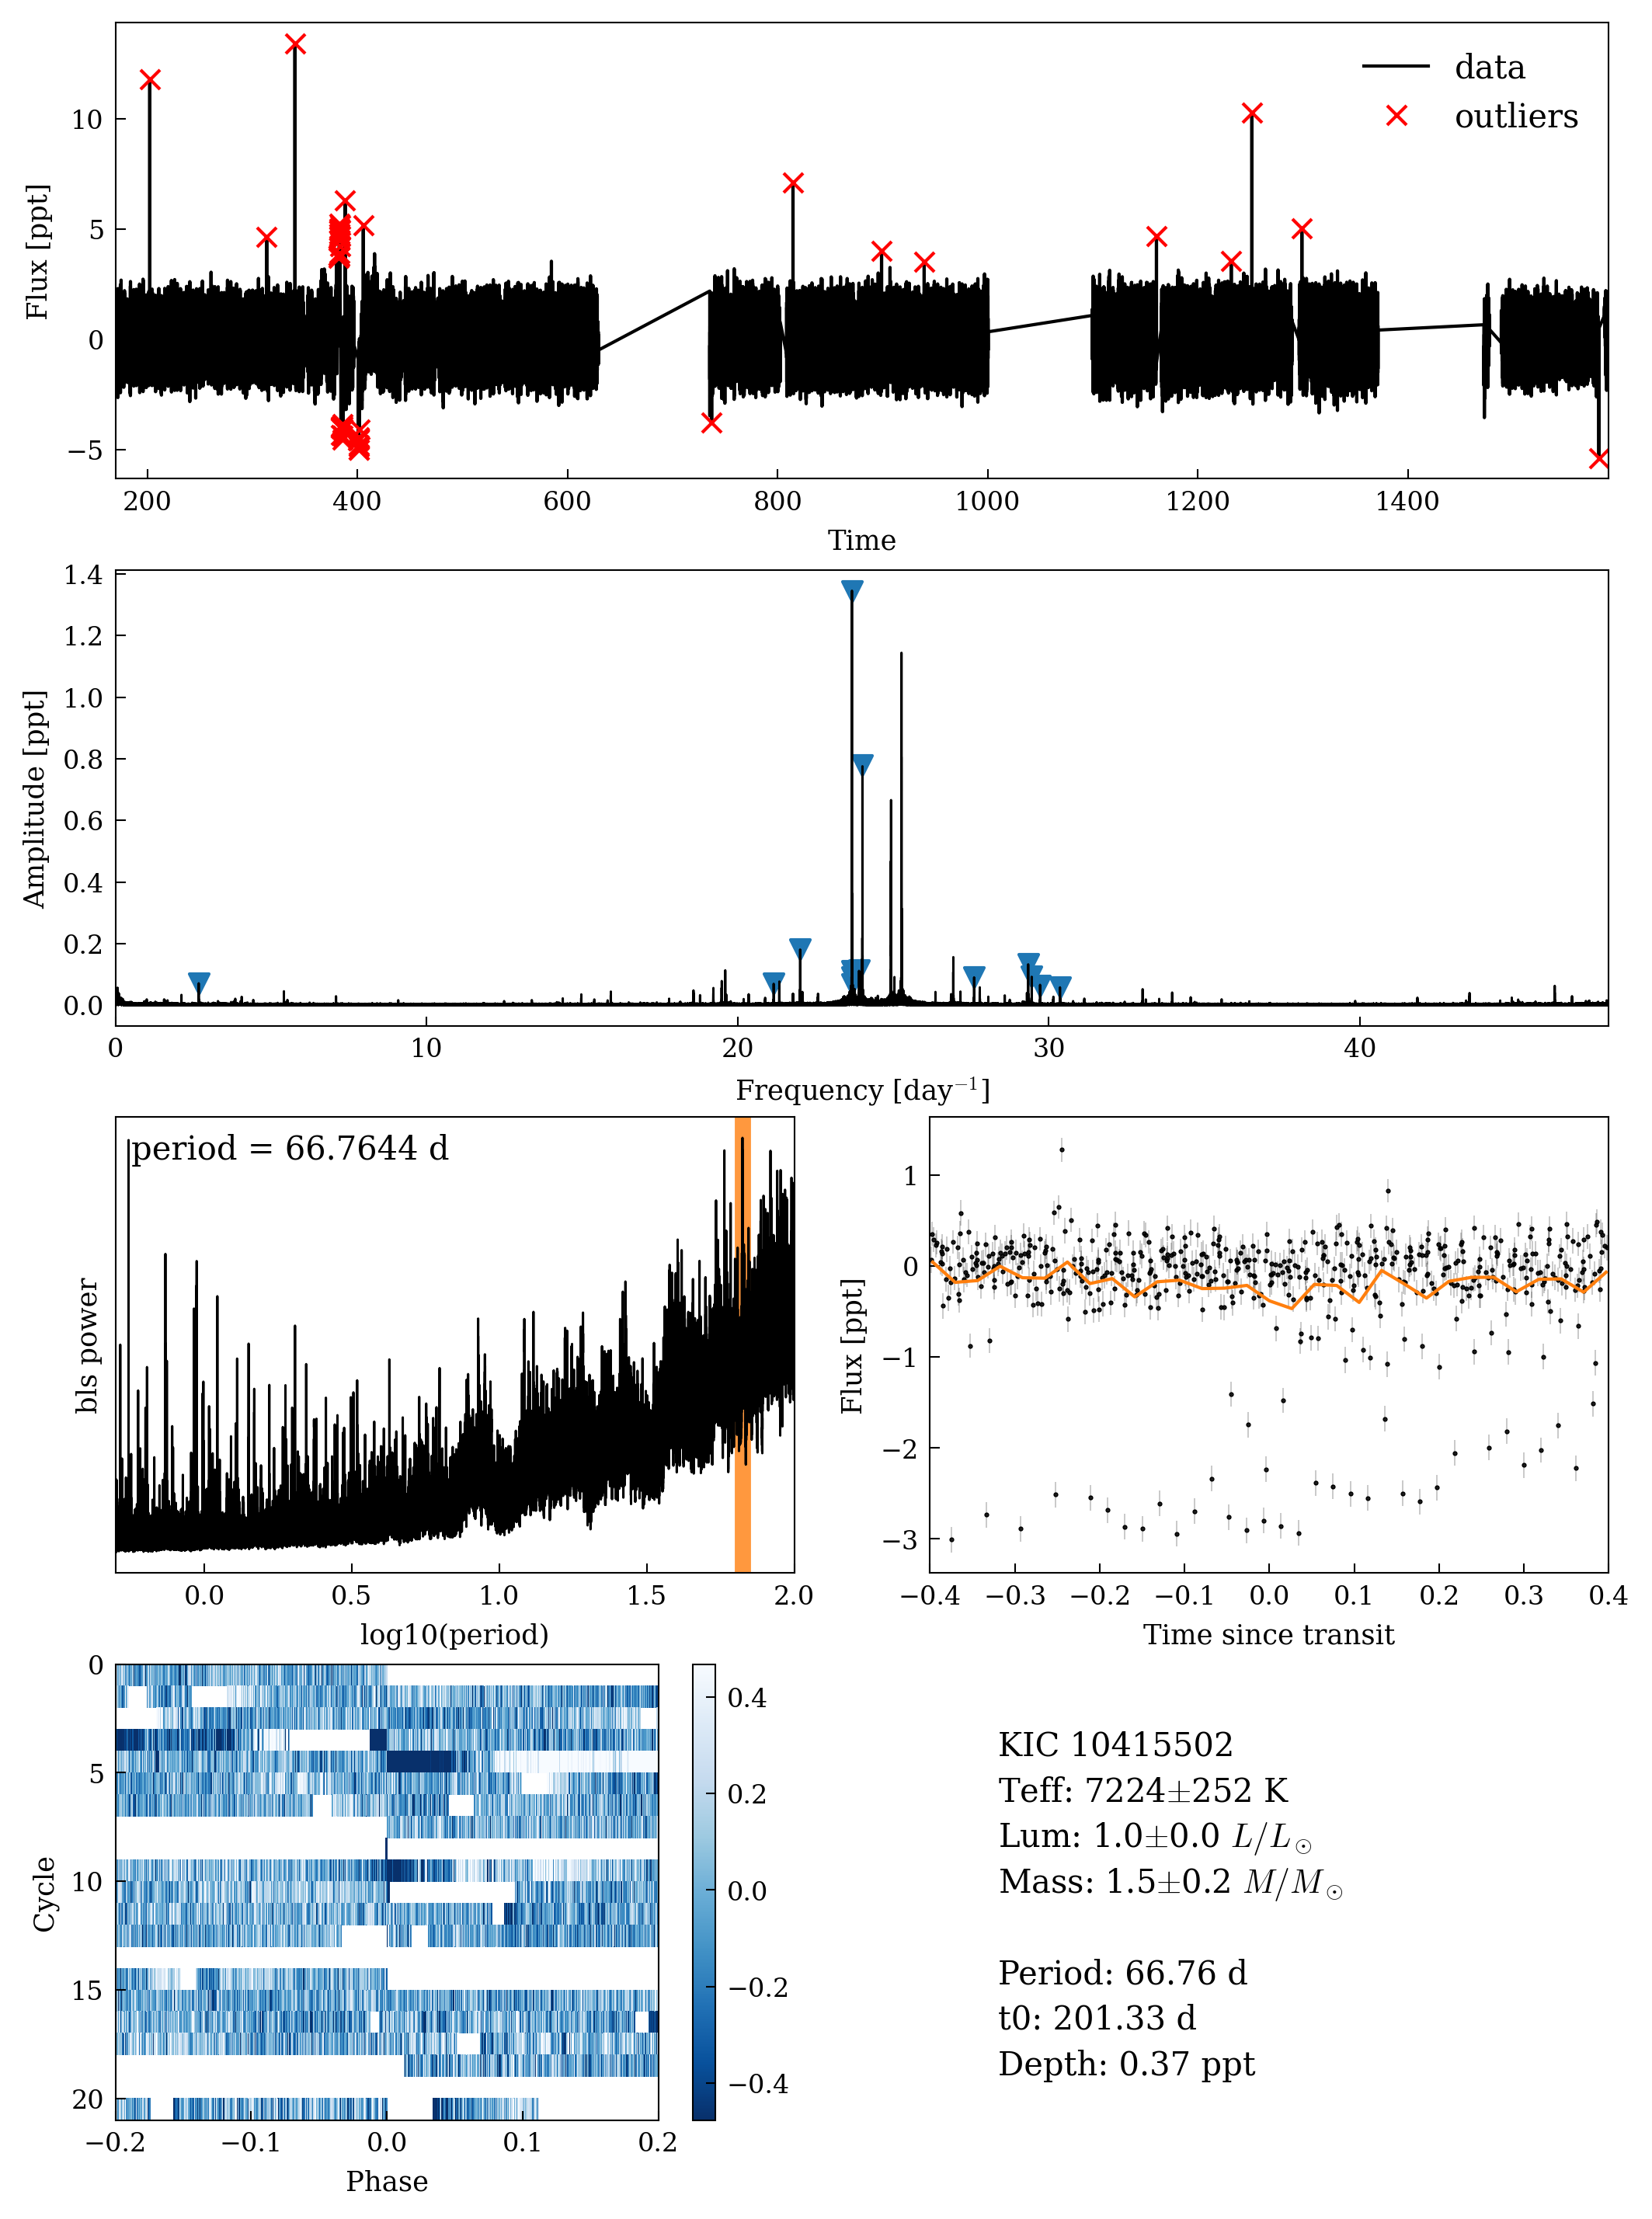 data
outliers
10
5
0
−5
Flux [ppt]
200 400 600 800 1000 1200 1400
Time
1.4
1.2
1.0
0.8
0.6
0.4
0.2
0.0
Amplitude [ppt]
0 10 20 30 40
Frequency [day⁻¹]
period = 66.7644 d
bls power
0.0 0.5 1.0 1.5 2.0
log10(period)
1
0
−1
−2
−3
Flux [ppt]
−0.4 −0.3 −0.2 −0.1 0.0 0.1 0.2 0.3 0.4
Time since transit
0
5
10
15
20
Cycle
−0.2 −0.1 0.0 0.1 0.2
Phase
0.4
0.2
0.0
−0.2
−0.4
KIC 10415502
Teff: 7224±252 K
Lum: 1.0±0.0 L/L⊙
Mass: 1.5±0.2 M/M⊙
Period: 66.76 d
t0: 201.33 d
Depth: 0.37 ppt